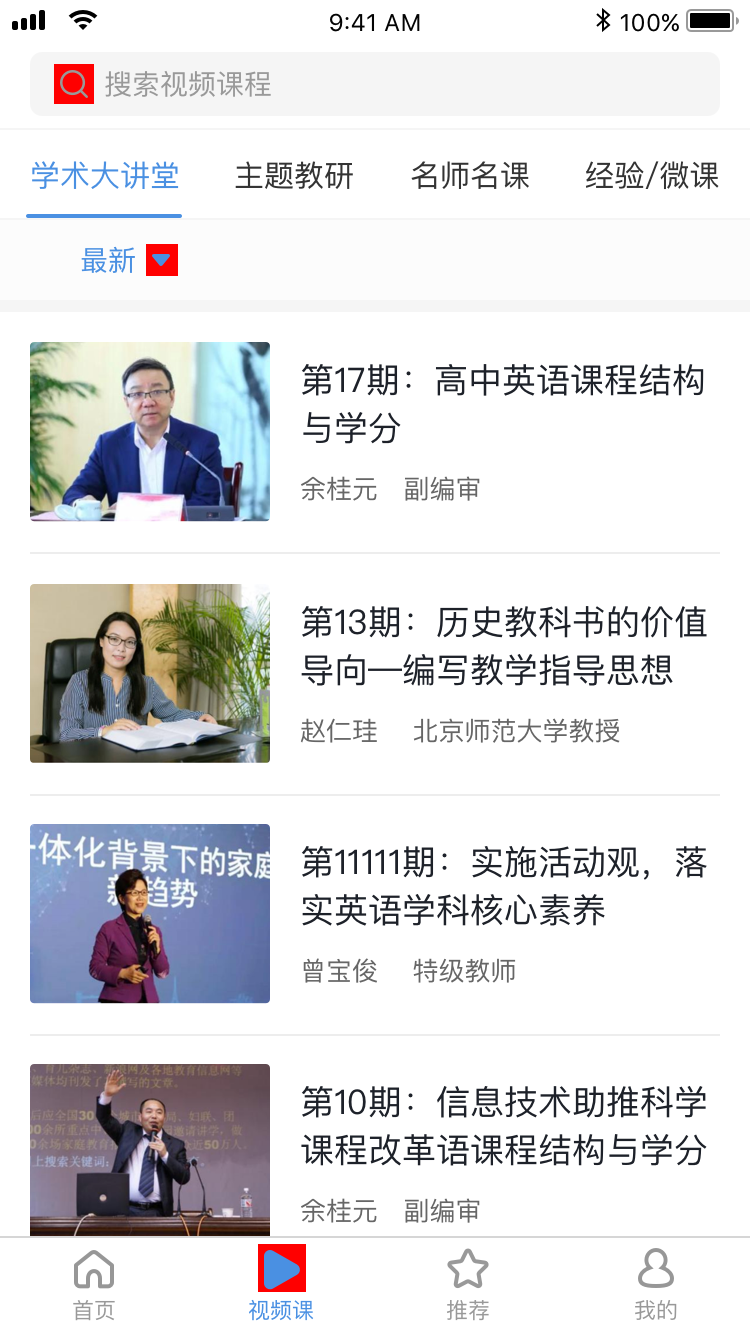 9:41 AM
100%
搜索视频课程
学术大讲堂 主题教研 名师名课 经验/微课
最新
第17期：高中英语课程结构
与学分
余桂元 副编审
第13期：历史教科书的价值
导向—编写教学指导思想
赵仁珪 北京师范大学教授
一体化背景下的家庭
新趋势
第11111期：实施活动观，落
实英语学科核心素养
曾宝俊 特级教师
第10期：信息技术助推科学
课程改革语课程结构与学分
余桂元 副编审
首页 视频课 推荐 我的